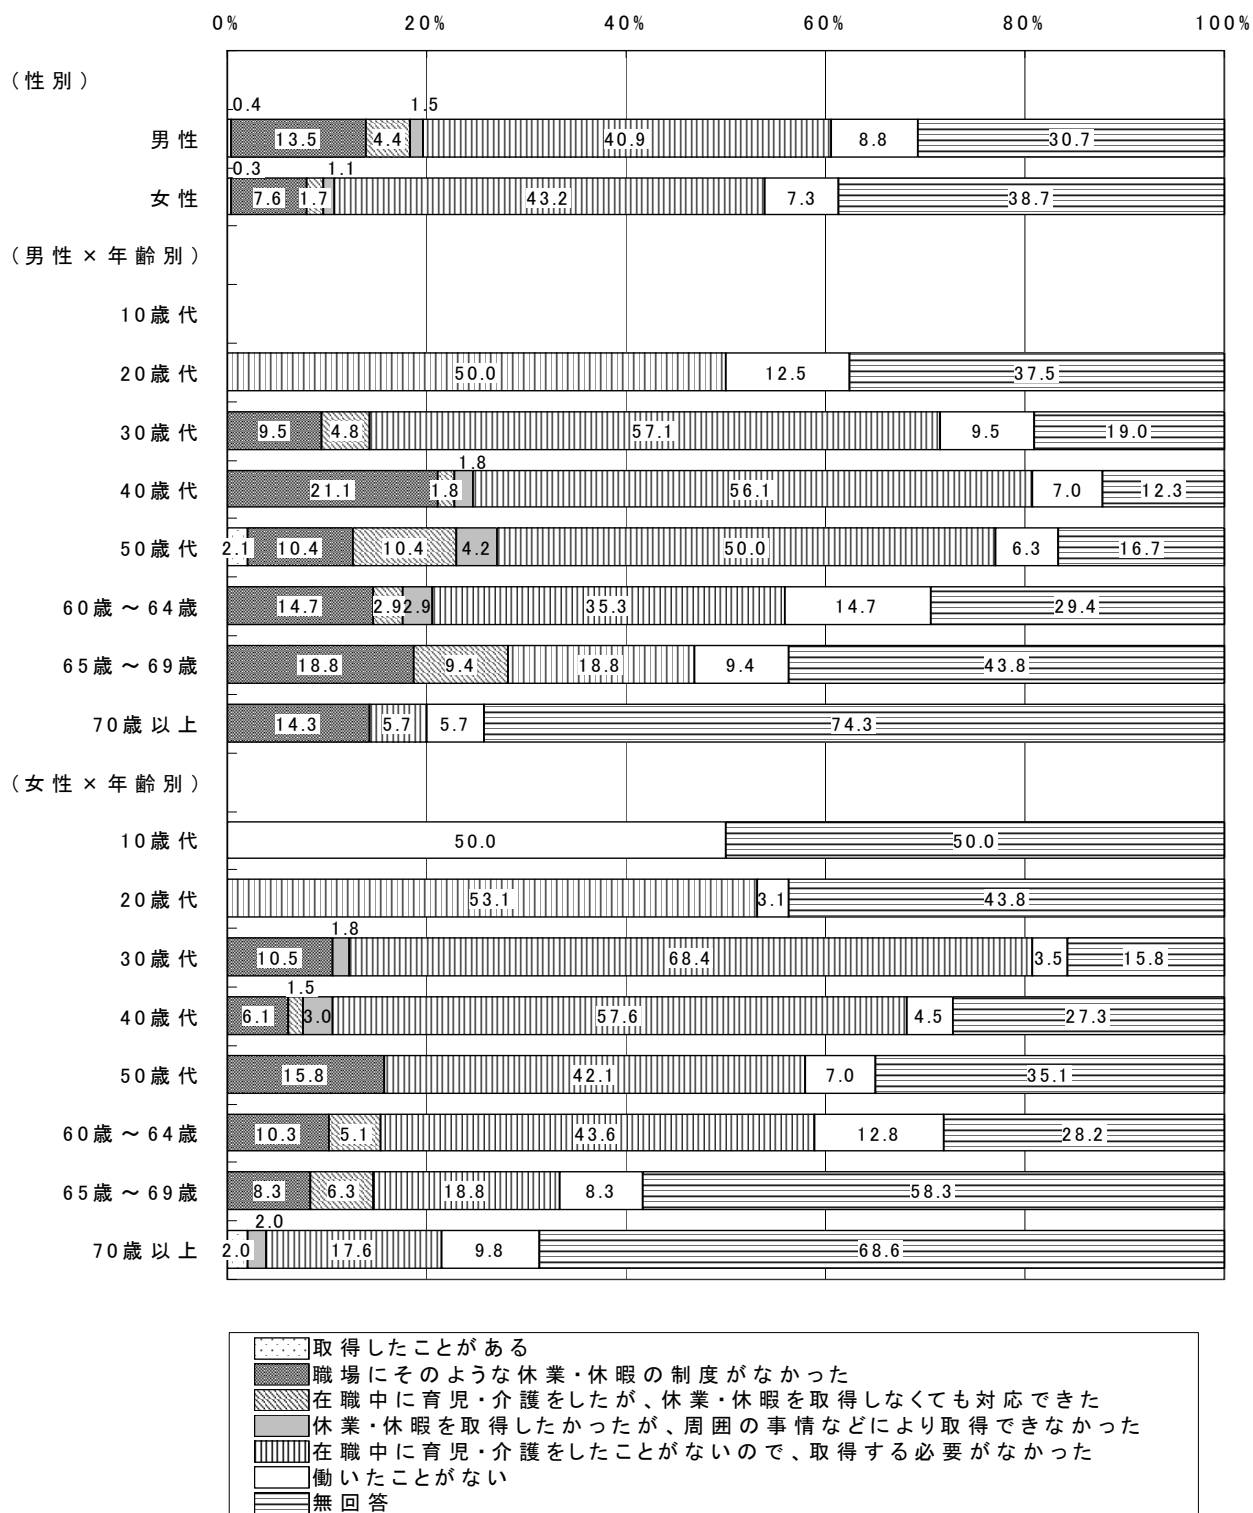 0% 20% 40% 60% 80% 100%
(性別)
0.4 1.5
男性 13.5 4.4 40.9 8.8 30.7
0.3 1.1
女性 7.6 1.7 43.2 7.3 38.7
(男性×年齢別)
10歳代
20歳代 50.0 12.5 37.5
30歳代 9.5 4.8 57.1 9.5 19.0
1.8
40歳代 21.1 1.8 56.1 7.0 12.3
50歳代 2.1 10.4 10.4 4.2 50.0 6.3 16.7
60歳~64歳 14.7 2.9 2.9 35.3 14.7 29.4
65歳~69歳 18.8 9.4 18.8 9.4 43.8
70歳以上 14.3 5.7 5.7 74.3
(女性×年齢別)
10歳代 50.0 50.0
20歳代 53.1 3.1 43.8
1.8
30歳代 10.5 68.4 3.5 15.8
1.5
40歳代 6.1 3.0 57.6 4.5 27.3
50歳代 15.8 42.1 7.0 35.1
60歳~64歳 10.3 5.1 43.6 12.8 28.2
65歳~69歳 8.3 6.3 18.8 8.3 58.3
2.0
70歳以上 2.0 17.6 9.8 68.6
取得したことがある
職場にそのような休業・休暇の制度がなかった
在職中に育児・介護をしたが、休業・休暇を取得しなくても対応できた
休業・休暇を取得したかったが、周囲の事情などにより取得できなかった
在職中に育児・介護をしたことがないので、取得する必要がなかった
働いたことがない
無回答